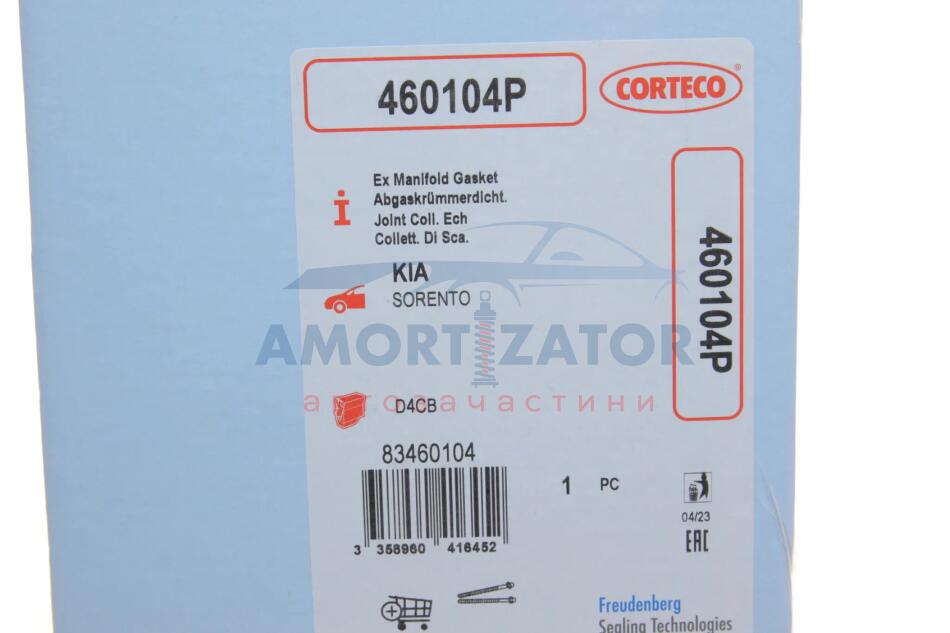 460104P
CORTECO®
460104P
Ex Manifold Gasket
Abgaskrümmerdicht.
Joint Coll. Ech
Collett. Di Sca.
KIA
SORENTO
AMORTIZATOR
автозачастини
D4CB
83460104
3 358960 416452
1 PC
04/23
EAC
Freudenberg
Sealing Technologies